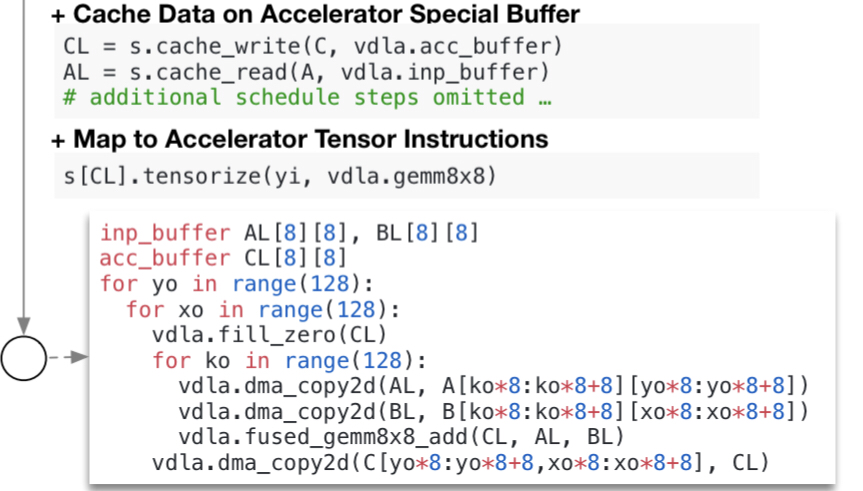 + Cache Data on Accelerator Special Buffer
CL = s.cache_write(C, vdla.acc_buffer)
AL = s.cache_read(A, vdla.inp_buffer)
# additional schedule steps omitted …
+ Map to Accelerator Tensor Instructions
s[CL].tensorize(yi, vdla.gemm8x8)
inp_buffer AL[8][8], BL[8][8]
acc_buffer CL[8][8]
for yo in range(128):
  for xo in range(128):
    vdla.fill_zero(CL)
    for ko in range(128):
      vdla.dma_copy2d(AL, A[ko*8:ko*8+8][yo*8:yo*8+8])
      vdla.dma_copy2d(BL, B[ko*8:ko*8+8][xo*8:xo*8+8])
      vdla.fused_gemm8x8_add(CL, AL, BL)
    vdla.dma_copy2d(C[yo*8:yo*8+8,xo*8:xo*8+8], CL)